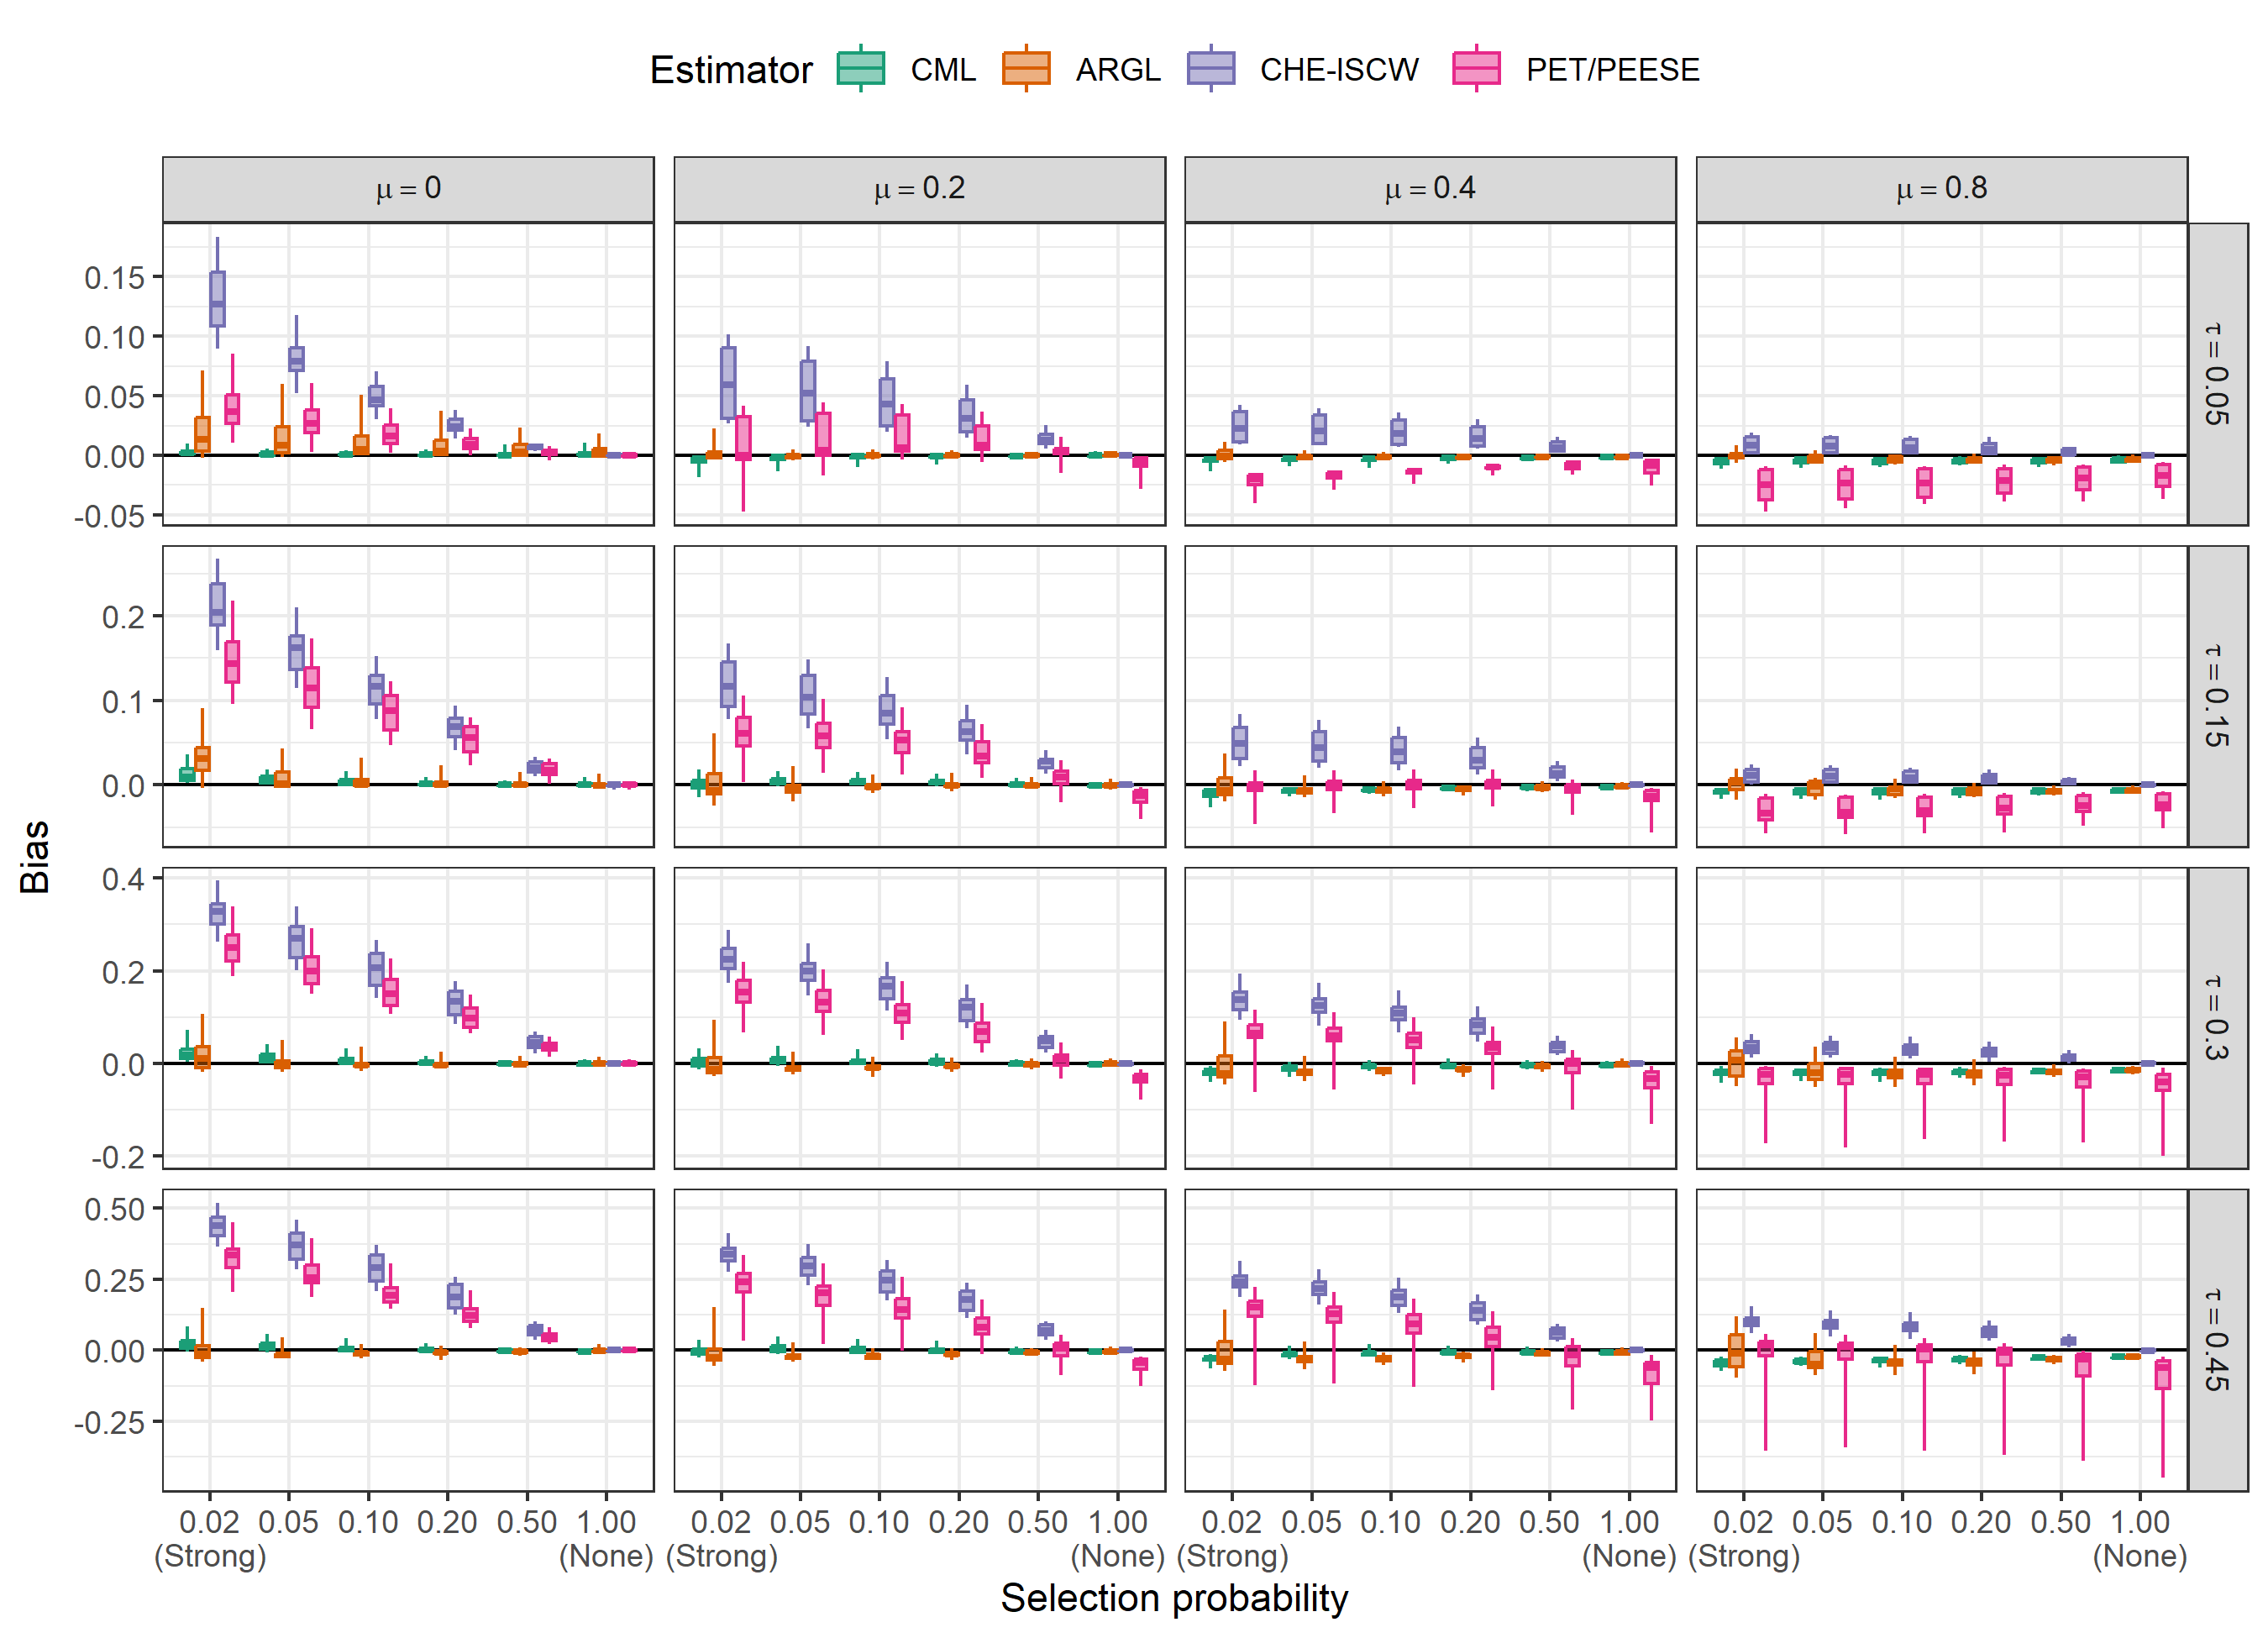 Estimator CML ARGL CHE-ISCW PET/PEESE
μ = 0 μ = 0.2 μ = 0.4 μ = 0.8
0.15
0.10
0.05
0.00
-0.05
τ = 0.05
0.2
0.1
0.0
τ = 0.15
Bias
0.4
0.2
0.0
-0.2
τ = 0.3
0.50
0.25
0.00
-0.25
τ = 0.45
0.02 0.05 0.10 0.20 0.50 1.00 0.02 0.05 0.10 0.20 0.50 1.00 0.02 0.05 0.10 0.20 0.50 1.00 0.02 0.05 0.10 0.20 0.50 1.00
(Strong) (None) (Strong) (None) (Strong) (None) (Strong) (None)
Selection probability